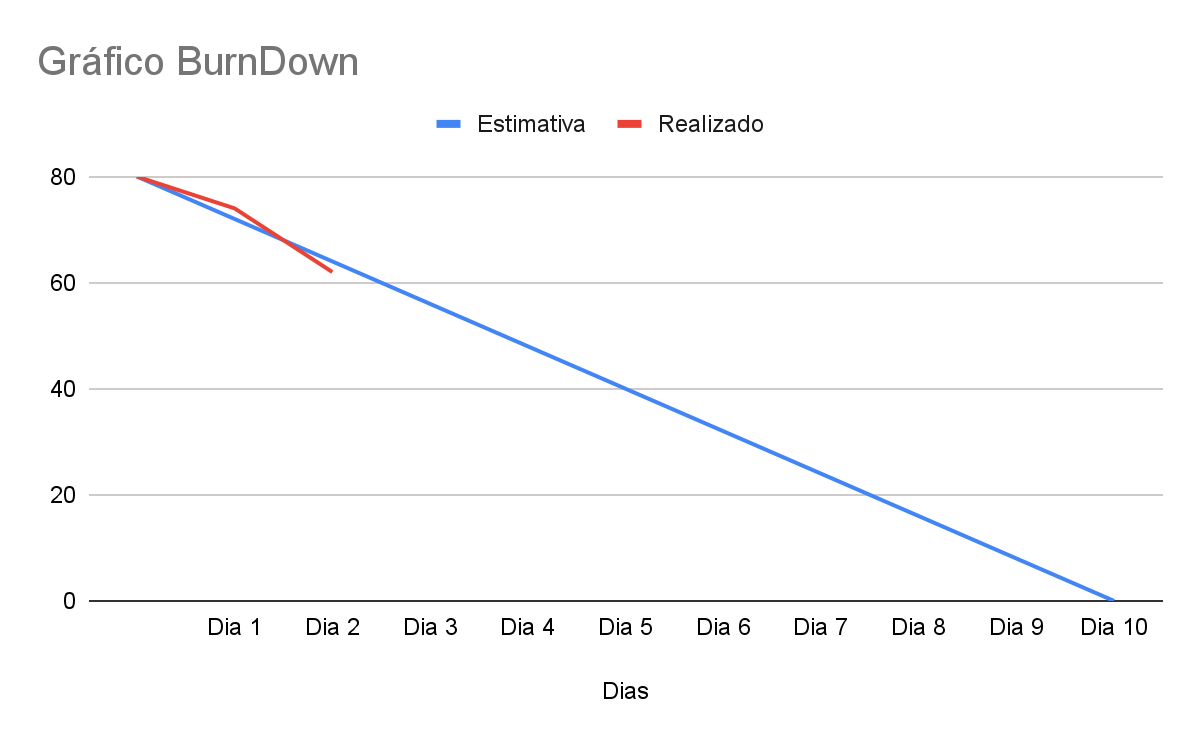 Gráfico BurnDown
Estimativa Realizado
80
60
40
20
0
Dia 1 Dia 2 Dia 3 Dia 4 Dia 5 Dia 6 Dia 7 Dia 8 Dia 9 Dia 10
Dias